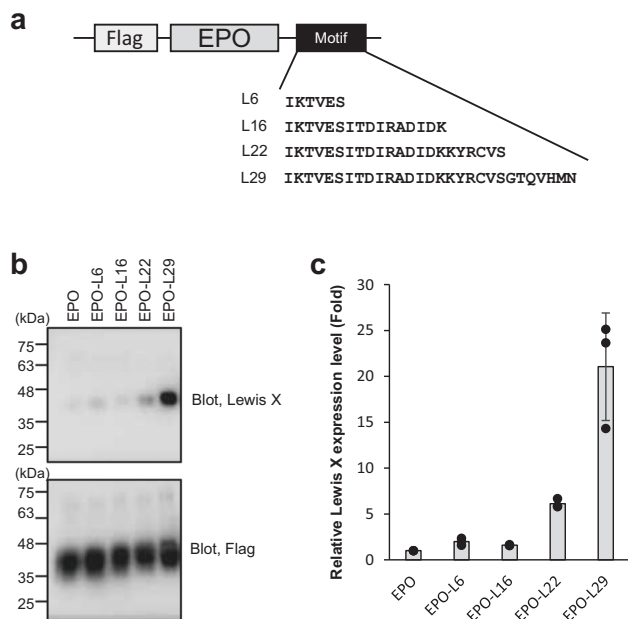 a
Flag EPO Motif
L6 IKTVES
L16 IKTVESITDIRADIDK
L22 IKTVESITDIRADIDKKYRCVS
L29 IKTVESITDIRADIDKKYRCVSGTQVHMN
b
EPO EPO-L6 EPO-L16 EPO-L22 EPO-L29
(kDa)
75
63
48
35
25
Blot, Lewis X
(kDa)
75
63
48
35
25
Blot, Flag
c
Relative Lewis X expression level (Fold)
30
25
20
15
10
5
0
EPO EPO-L6 EPO-L16 EPO-L22 EPO-L29